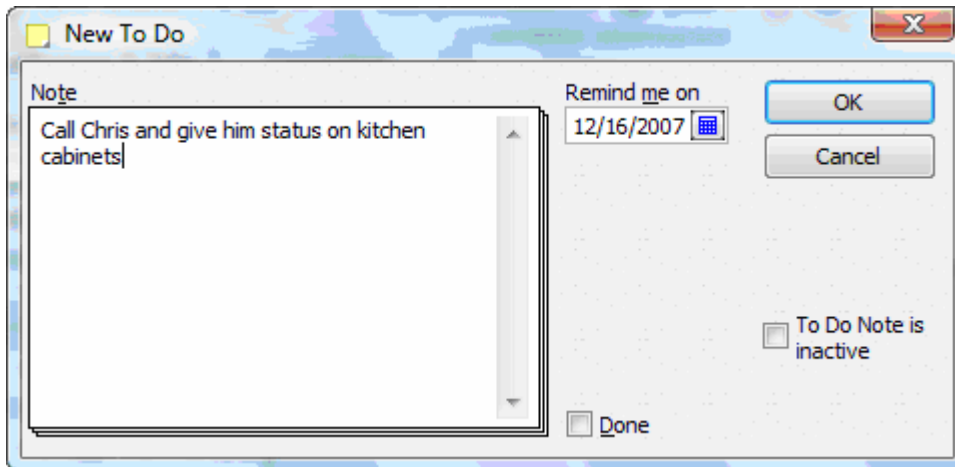 New To Do
Note
Call Chris and give him status on kitchen
cabinets
Remind me on
12/16/2007
OK
Cancel
To Do Note is
inactive
Done